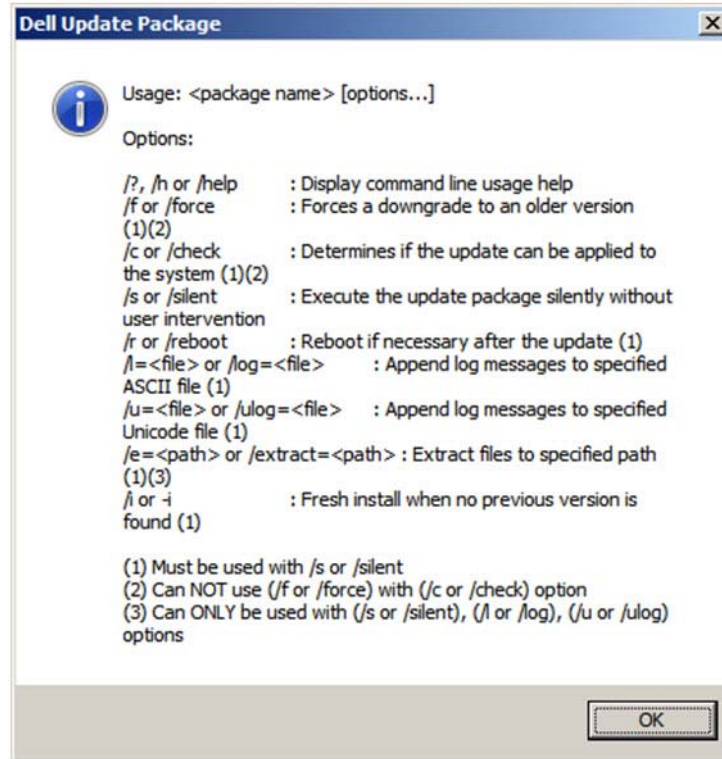 Dell Update Package
Usage: <package name> [options...]
Options:
/?, /h or /help : Display command line usage help
/f or /force : Forces a downgrade to an older version
(1)(2)
/c or /check : Determines if the update can be applied to
the system (1)(2)
/s or /silent : Execute the update package silently without
user intervention
/r or /reboot : Reboot if necessary after the update (1)
/l=<file> or /log=<file> : Append log messages to specified
ASCII file (1)
/u=<file> or /ulog=<file> : Append log messages to specified
Unicode file (1)
/e=<path> or /extract=<path> : Extract files to specified path
(1)(3)
/i or -i : Fresh install when no previous version is
found (1)
(1) Must be used with /s or /silent
(2) Can NOT use (/f or /force) with (/c or /check) option
(3) Can ONLY be used with (/s or /silent), (/l or /log), (/u or /ulog)
options
OK